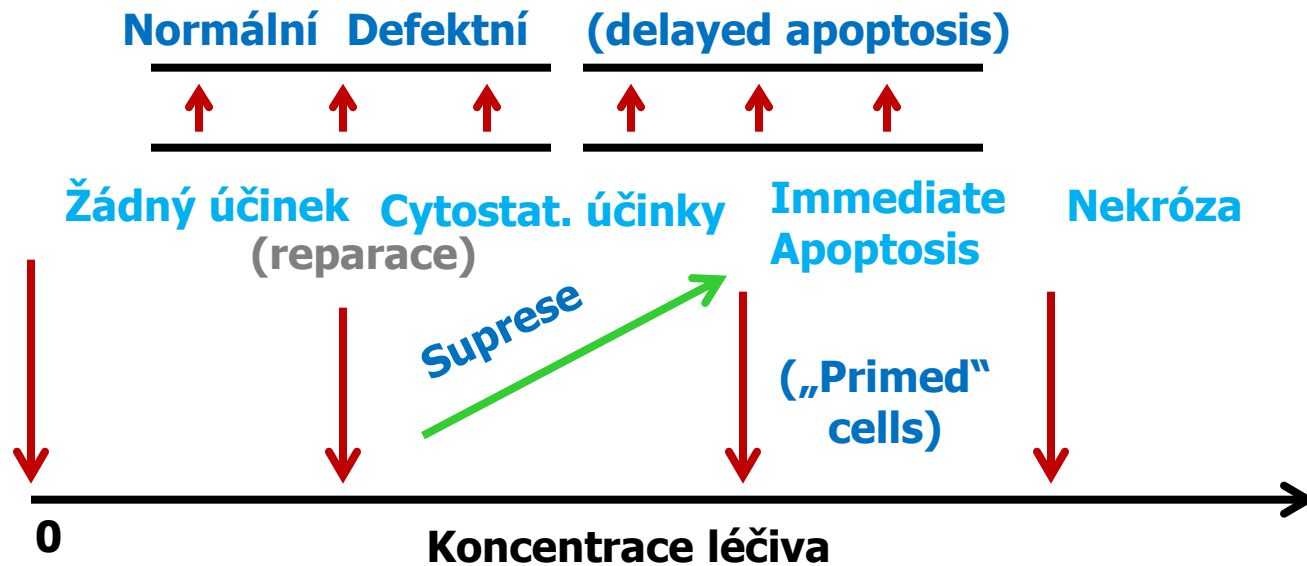 Normální Defektní (delayed apoptosis)
Žádný účinek
(reparace)
Cytostat. účinky
Immediate
Apoptosis
Nekróza
Suprese
(„Primed“
cells)
0
Koncentrace léčiva